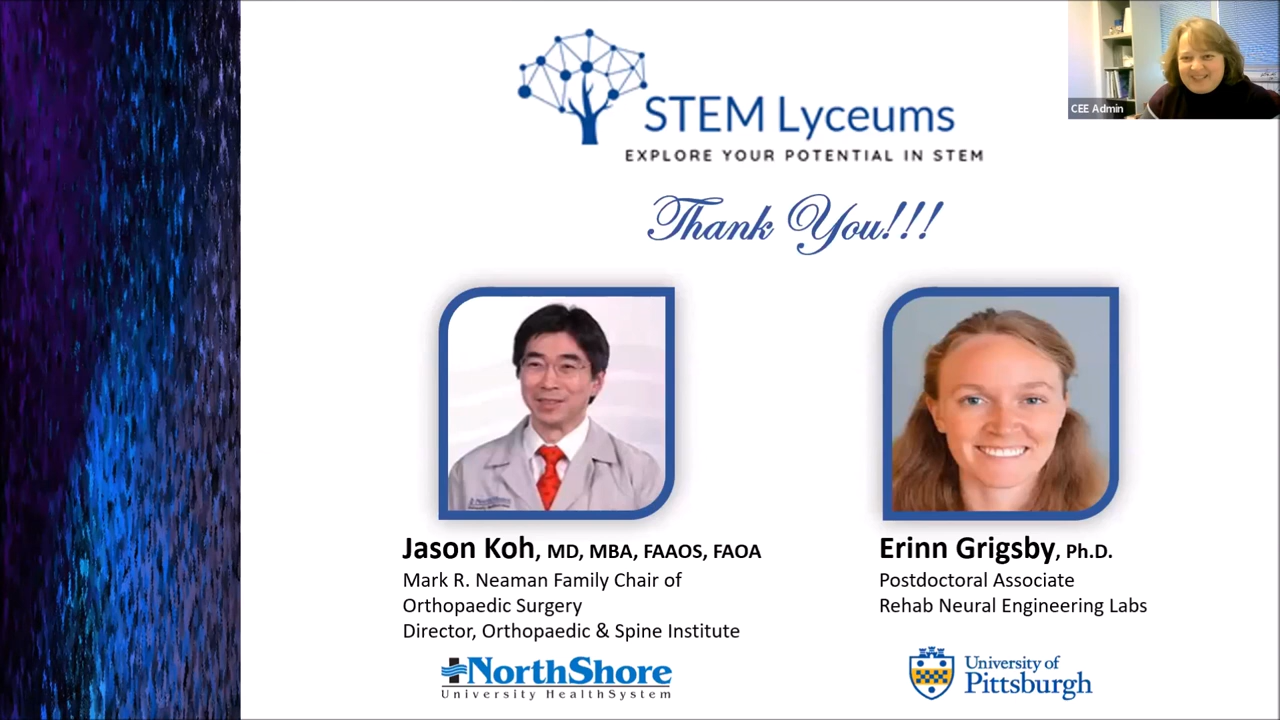 CEE Admin
STEM Lyceums
EXPLORE YOUR POTENTIAL IN STEM
Thank You!!!
NorthShore
Jason Koh, MD, MBA, FAAOS, FAOA
Mark R. Neaman Family Chair of
Orthopaedic Surgery
Director, Orthopaedic & Spine Institute
NorthShore
University HealthSystem
Erinn Grigsby, Ph.D.
Postdoctoral Associate
Rehab Neural Engineering Labs
University of
Pittsburgh